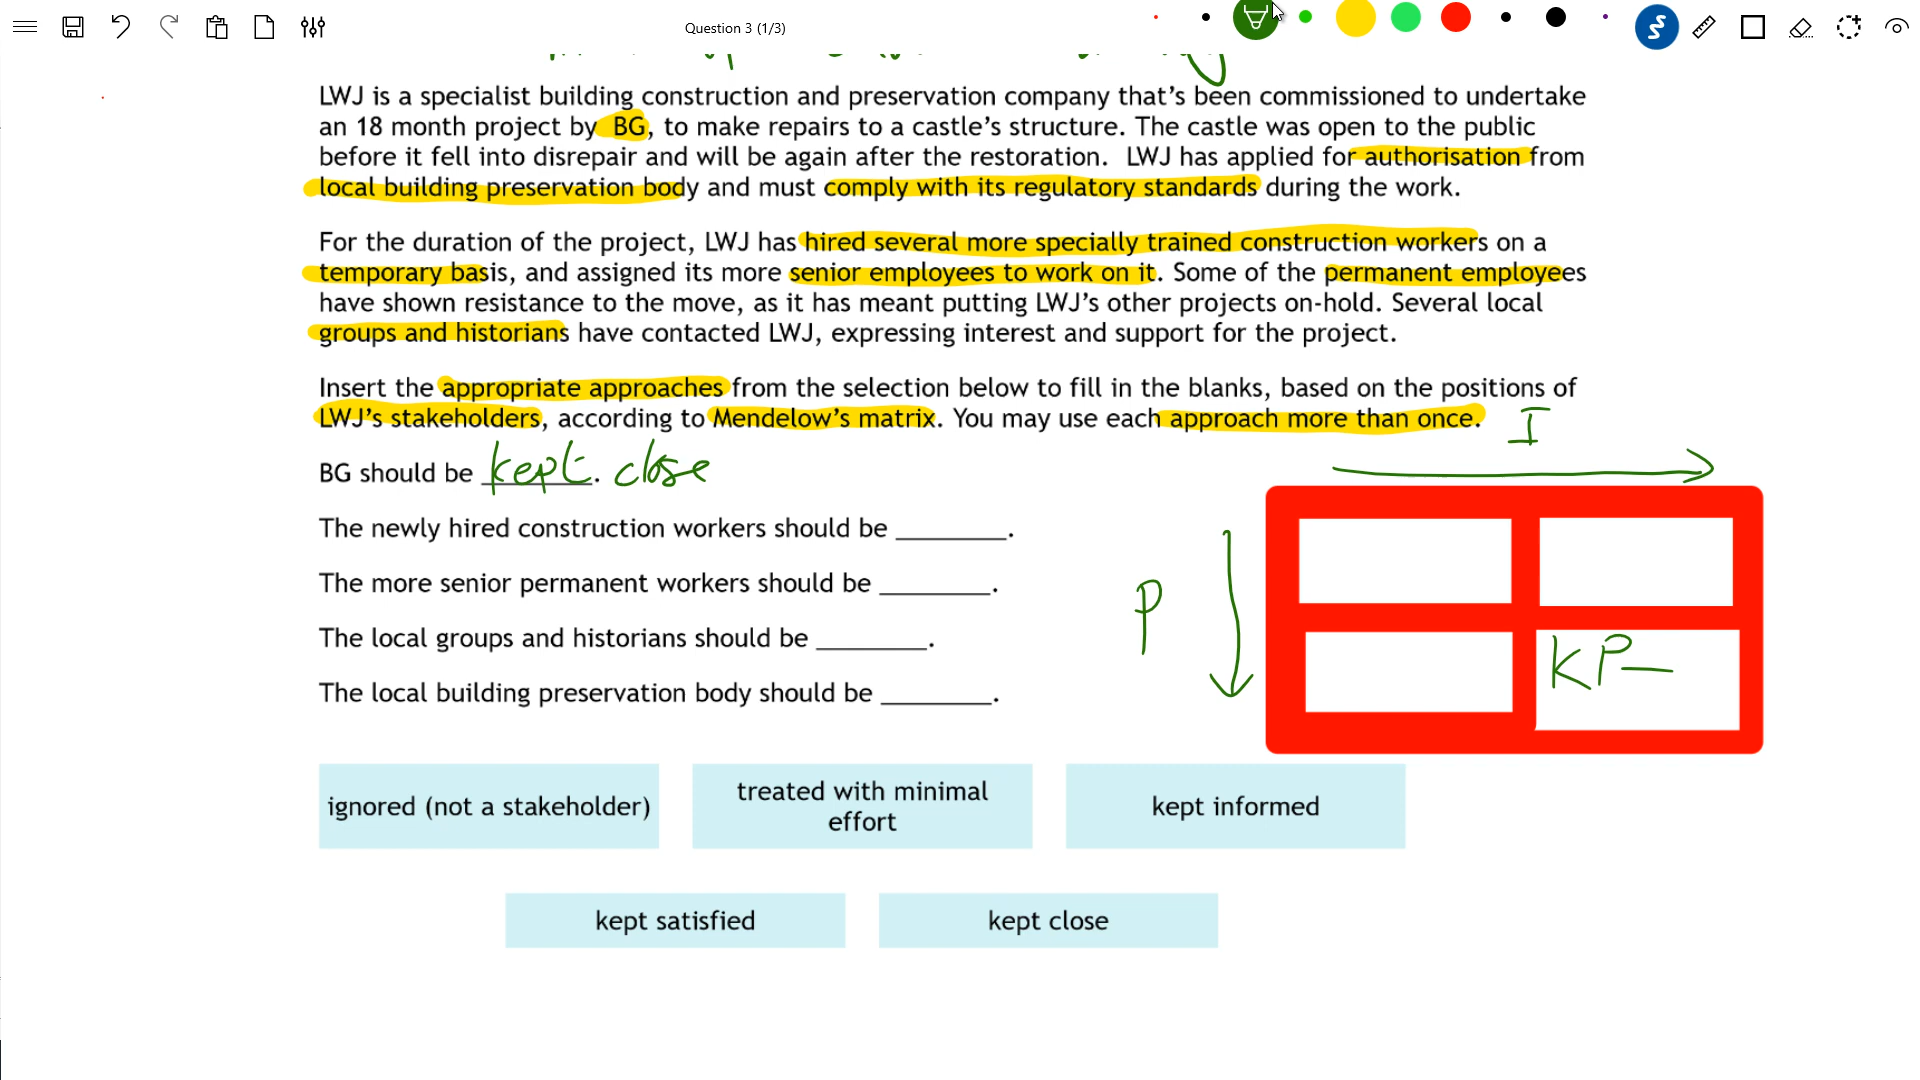 Question 3 (1/3)
LWJ is a specialist building construction and preservation company that’s been commissioned to undertake
an 18 month project by BG, to make repairs to a castle’s structure. The castle was open to the public
before it fell into disrepair and will be again after the restoration. LWJ has applied for authorisation from
local building preservation body and must comply with its regulatory standards during the work.
For the duration of the project, LWJ has hired several more specially trained construction workers on a
temporary basis, and assigned its more senior employees to work on it. Some of the permanent employees
have shown resistance to the move, as it has meant putting LWJ’s other projects on-hold. Several local
groups and historians have contacted LWJ, expressing interest and support for the project.
Insert the appropriate approaches from the selection below to fill in the blanks, based on the positions of
LWJ’s stakeholders, according to Mendelow’s matrix. You may use each approach more than once.
I
BG should be kept close.
The newly hired construction workers should be _________.
The more senior permanent workers should be _________.
P
The local groups and historians should be _________.
KP
The local building preservation body should be _________.
ignored (not a stakeholder)
treated with minimal
effort
kept informed
kept satisfied
kept close